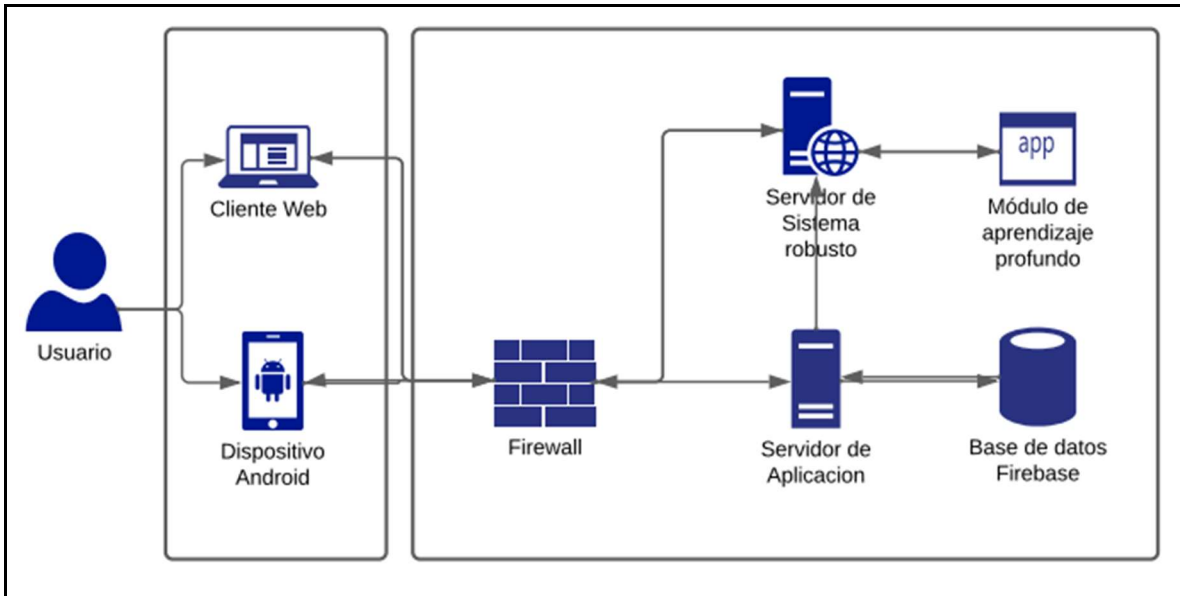 Usuario
Cliente Web
Dispositivo
Android
Firewall
Servidor de
Sistema
robusto
app
Módulo de
aprendizaje
profundo
Servidor de
Aplicacion
Base de datos
Firebase